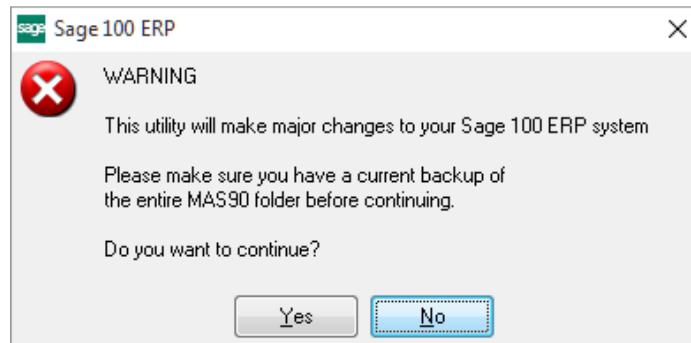 sage Sage 100 ERP
WARNING
This utility will make major changes to your Sage 100 ERP system
Please make sure you have a current backup of
the entire MAS90 folder before continuing.
Do you want to continue?
Yes No